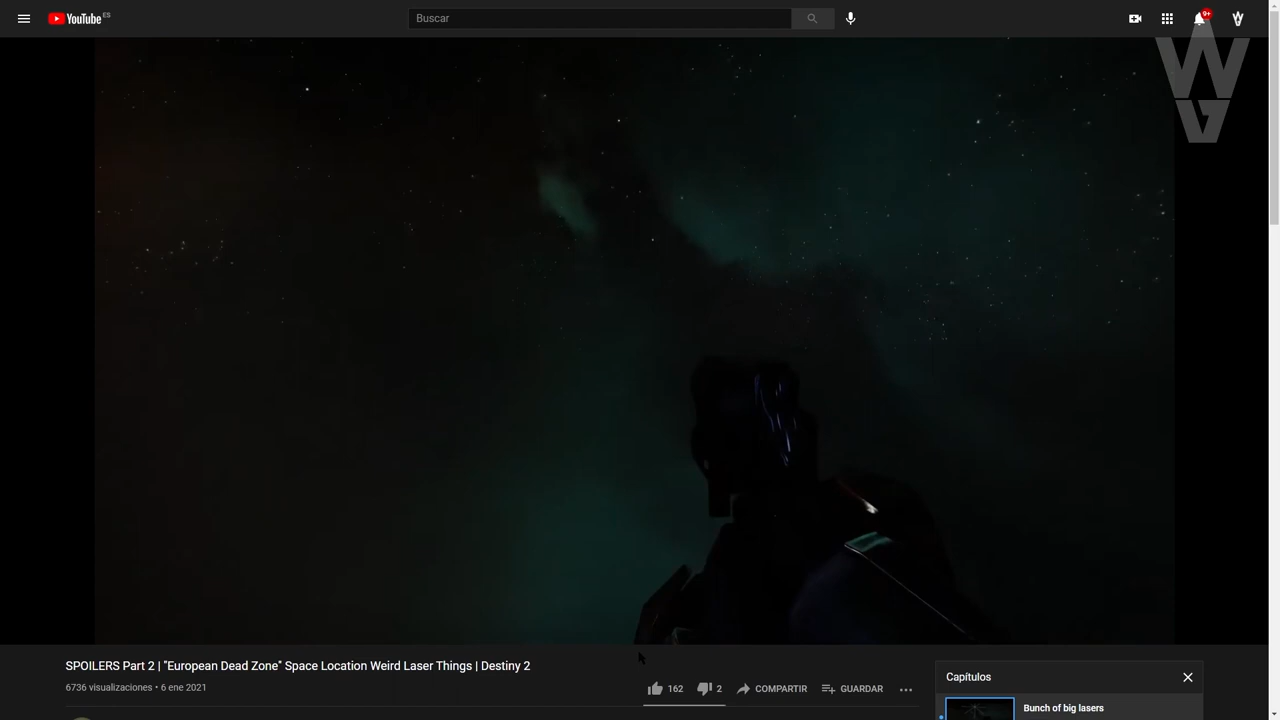 YouTube ES
Buscar
9+
SPOILERS Part 2 | "European Dead Zone" Space Location Weird Laser Things | Destiny 2
6736 visualizaciones • 6 ene 2021
162
2
COMPARTIR
GUARDAR
Capítulos
Bunch of big lasers